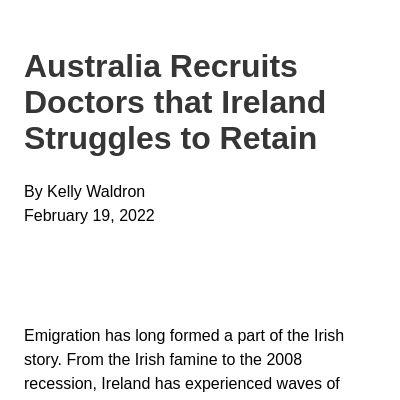 Australia Recruits
Doctors that Ireland
Struggles to Retain
By Kelly Waldron
February 19, 2022
Emigration has long formed a part of the Irish
story. From the Irish famine to the 2008
recession, Ireland has experienced waves of